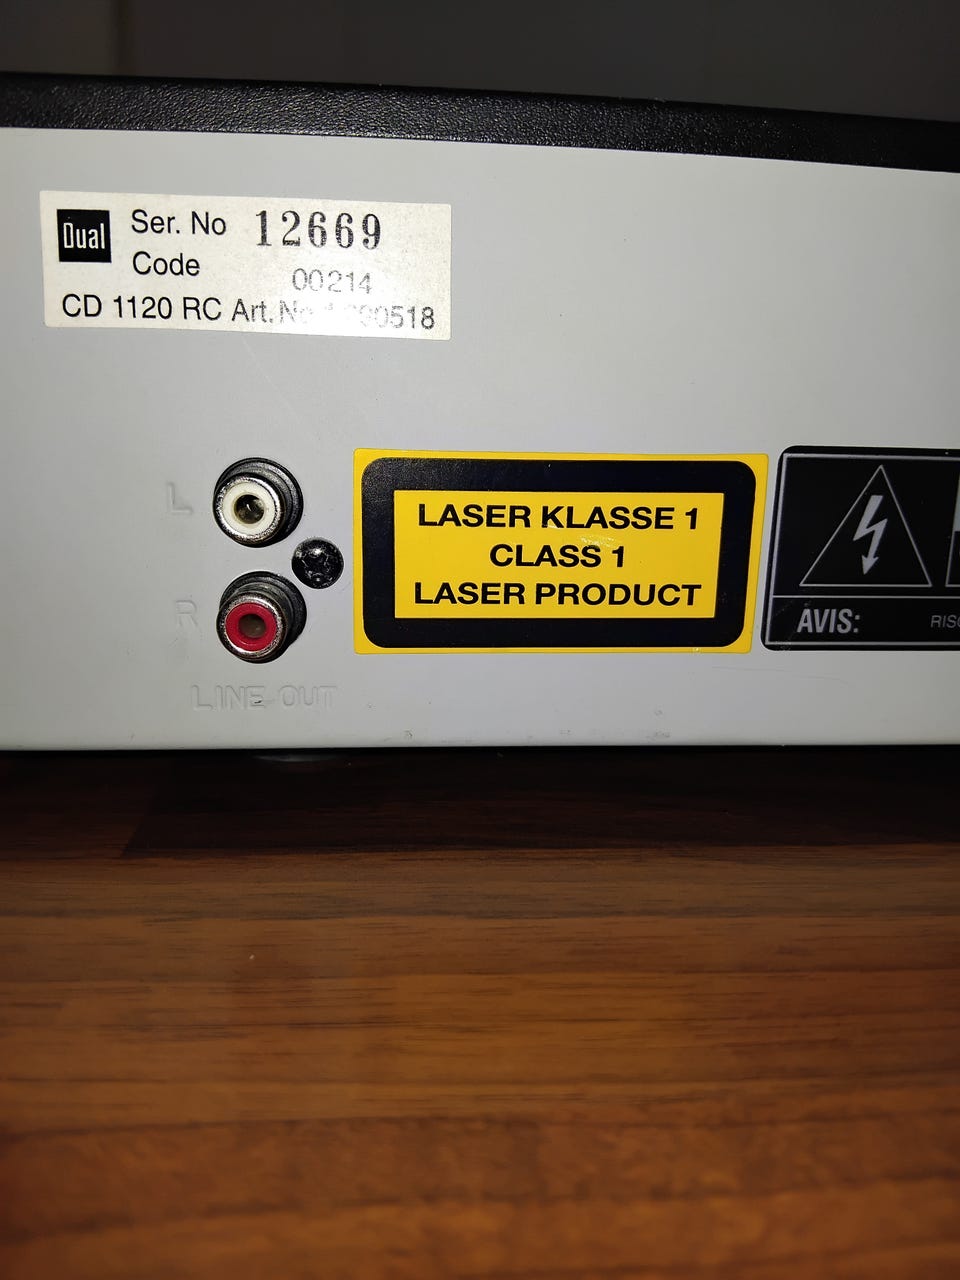 Dual
Ser. No 12669
Code 00214
CD 1120 RC Art.
L
LASER KLASSE 1
CLASS 1
LASER PRODUCT
R
AVIS:
LINE OUT